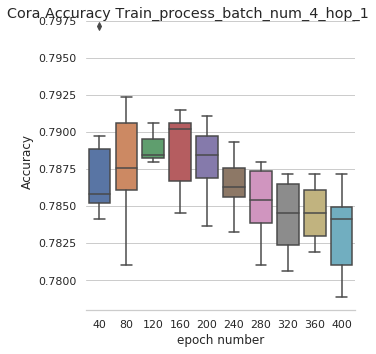 Cora Accuracy Train_process_batch_num_4_hop_1
0.7975
0.7950
0.7925
0.7900
0.7875
0.7850
0.7825
0.7800
Accuracy
40 80 120 160 200 240 280 320 360 400
epoch number